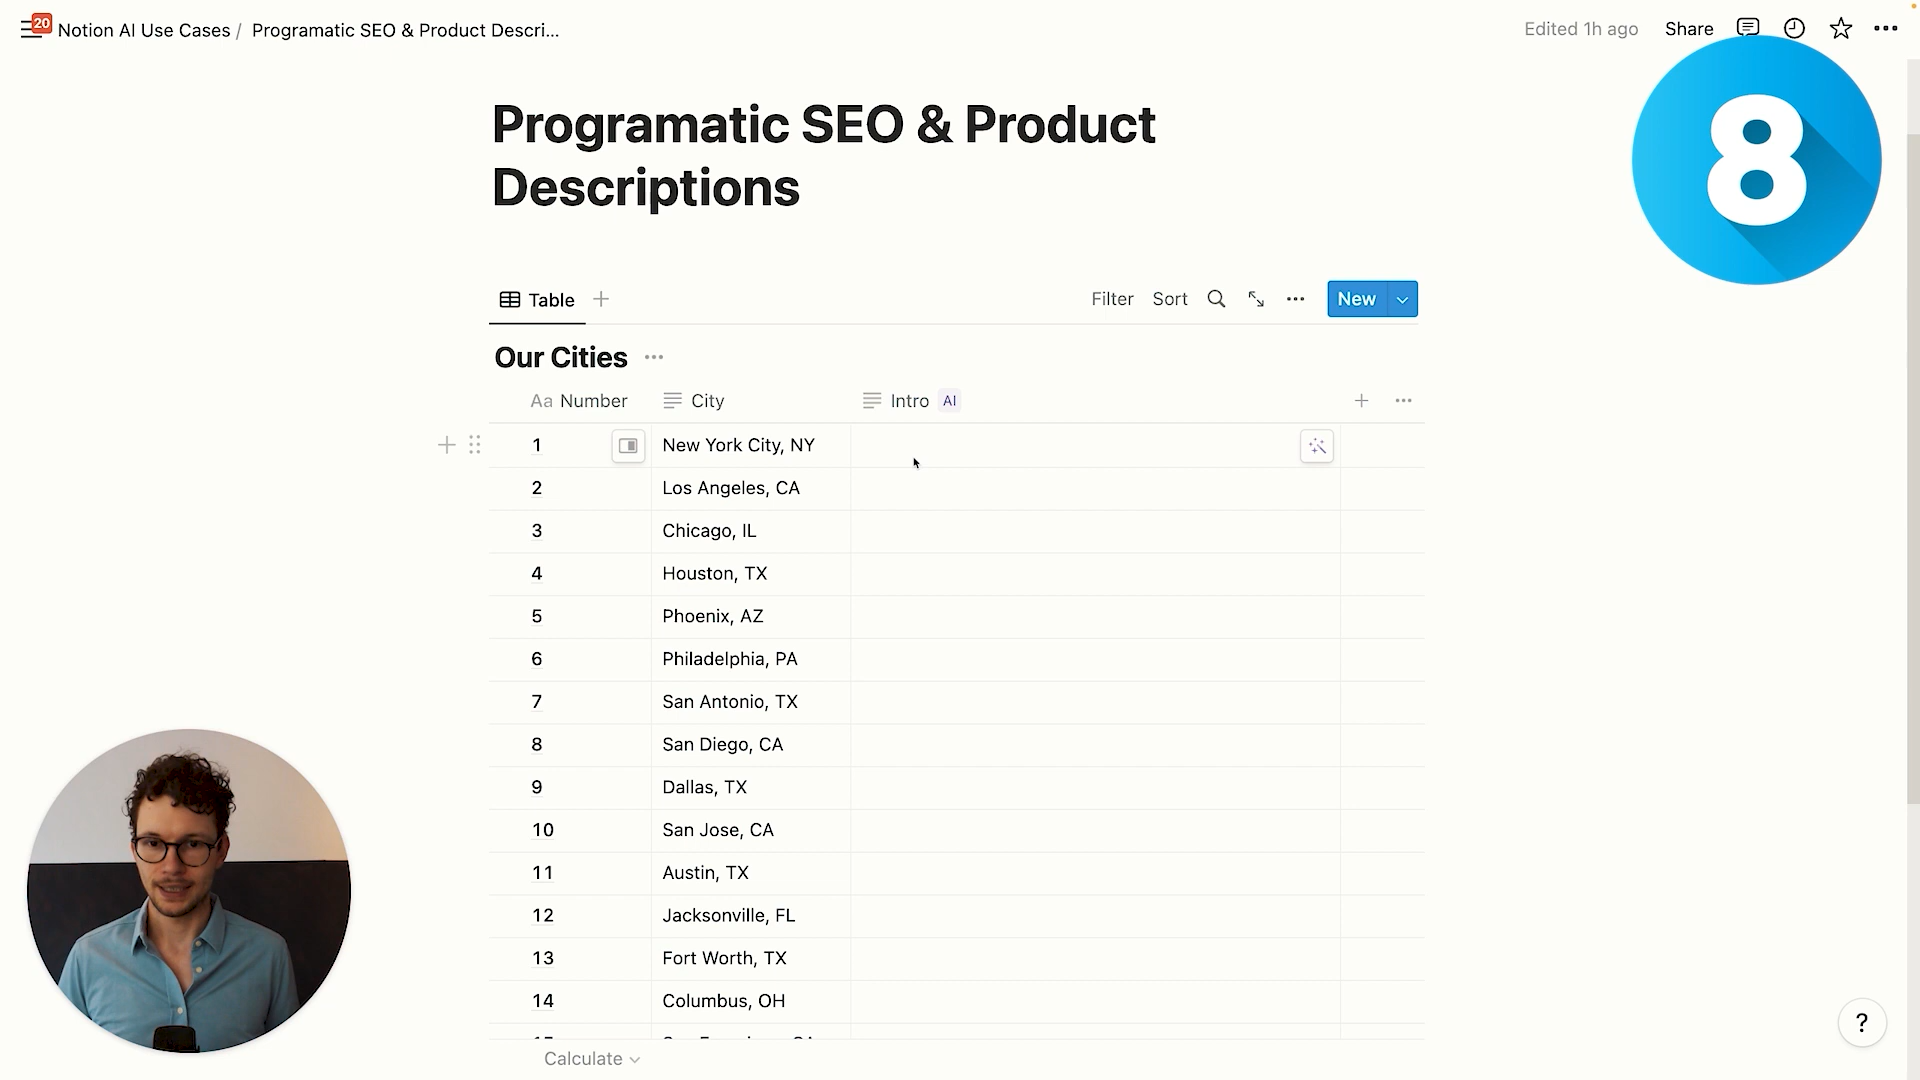 20
Notion AI Use Cases / Programatic SEO & Product Descri...
Edited 1h ago
Share
8
Programatic SEO & Product
Descriptions
Table
Filter Sort
New
Our Cities
Aa Number
City
Intro AI
1 New York City, NY
2 Los Angeles, CA
3 Chicago, IL
4 Houston, TX
5 Phoenix, AZ
6 Philadelphia, PA
7 San Antonio, TX
8 San Diego, CA
9 Dallas, TX
10 San Jose, CA
11 Austin, TX
12 Jacksonville, FL
13 Fort Worth, TX
14 Columbus, OH
Calculate
?